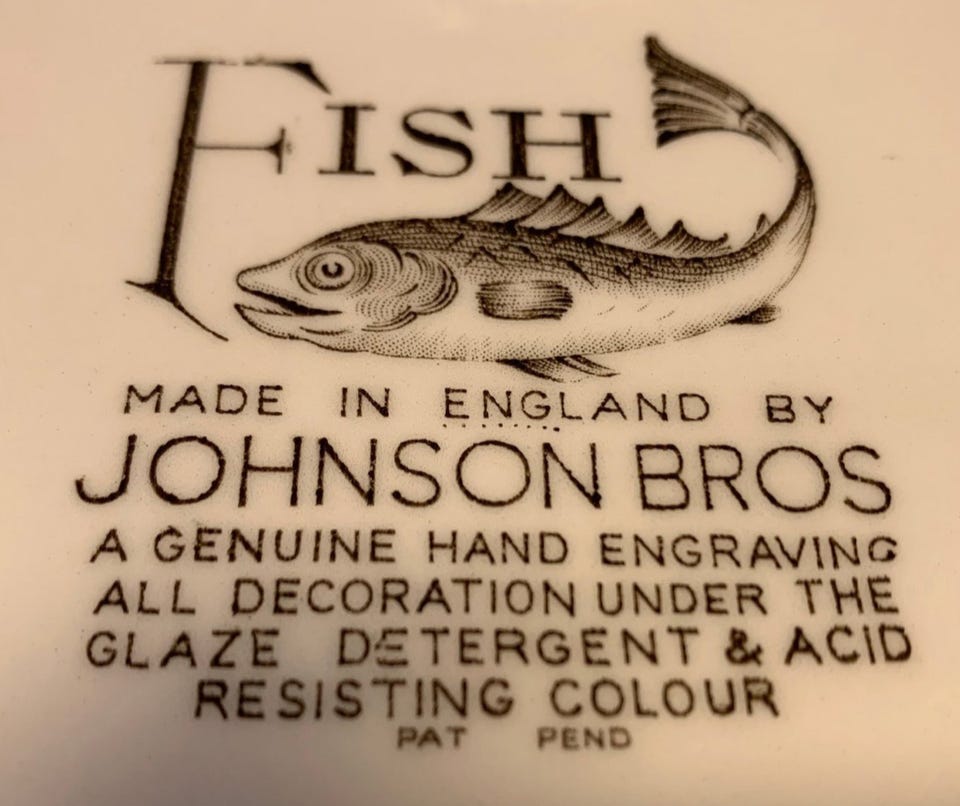 FISH
MADE IN ENGLAND BY
JOHNSON BROS
A GENUINE HAND ENGRAVING
ALL DECORATION UNDER THE
GLAZE DETERGENT & ACID
RESISTING COLOUR
PAT PEND